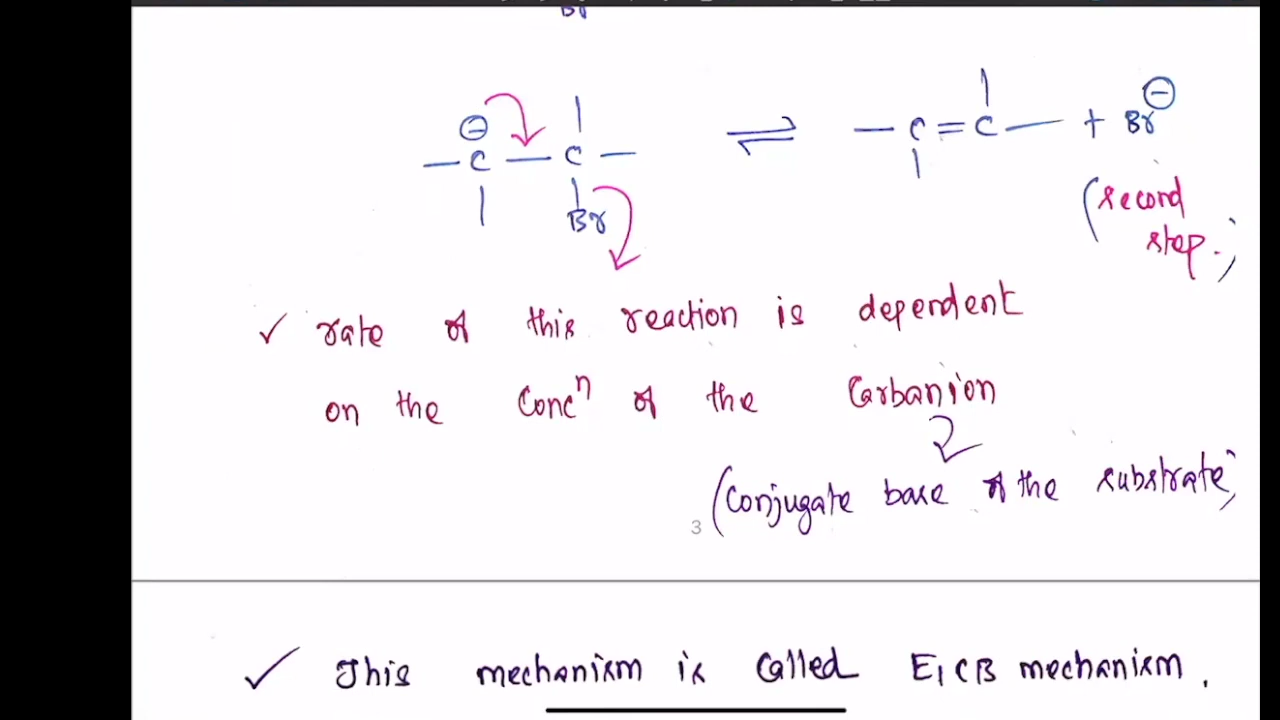 ⊖
— C — C — ⇌ — C = C — + Br⊖
Br
(second
step.)
✓ rate of this reaction is dependent
on the Concⁿ of the Carbanion
(Conjugate base of the substrate)
3
✓ This mechanism is called E₁CB mechanism.